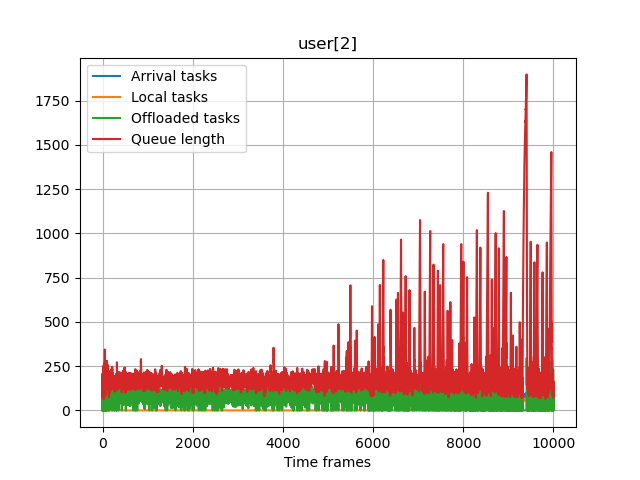 user[2]
Arrival tasks
Local tasks
Offloaded tasks
Queue length
1750
1500
1250
1000
750
500
250
0
0 2000 4000 6000 8000 10000
Time frames